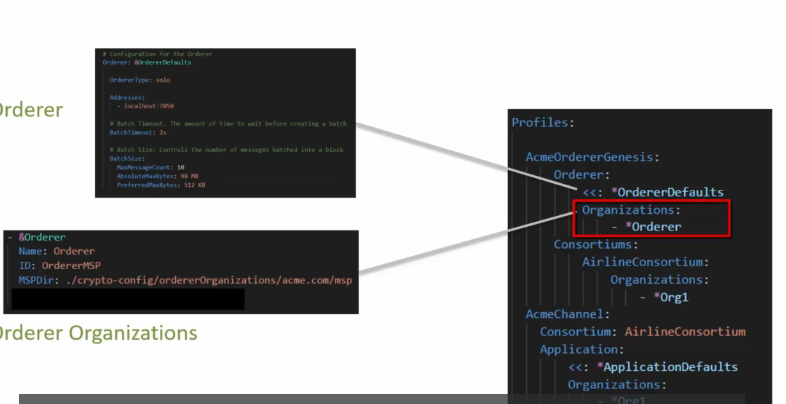 # Configuration for the Orderer
Orderer: &OrdererDefaults
OrdererType: solo
Addresses:
- localhost:7050
# Batch Timeout: The amount of time to wait before creating a batch
BatchTimeout: 2s
# Batch Size: Controls the number of messages batched into a block
BatchSize:
MaxMessageCount: 10
AbsoluteMaxBytes: 98 MB
PreferredMaxBytes: 512 KB
Orderer
- &Orderer
Name: Orderer
ID: OrdererMSP
MSPDir: ./crypto-config/ordererOrganizations/acme.com/msp
Orderer Organizations
Profiles:
AcmeOrdererGenesis:
Orderer:
<<: *OrdererDefaults
Organizations:
- *Orderer
Consortiums:
AirlineConsortium:
Organizations:
- *Org1
AcmeChannel:
Consortium: AirlineConsortium
Application:
<<: *ApplicationDefaults
Organizations:
- *Org1